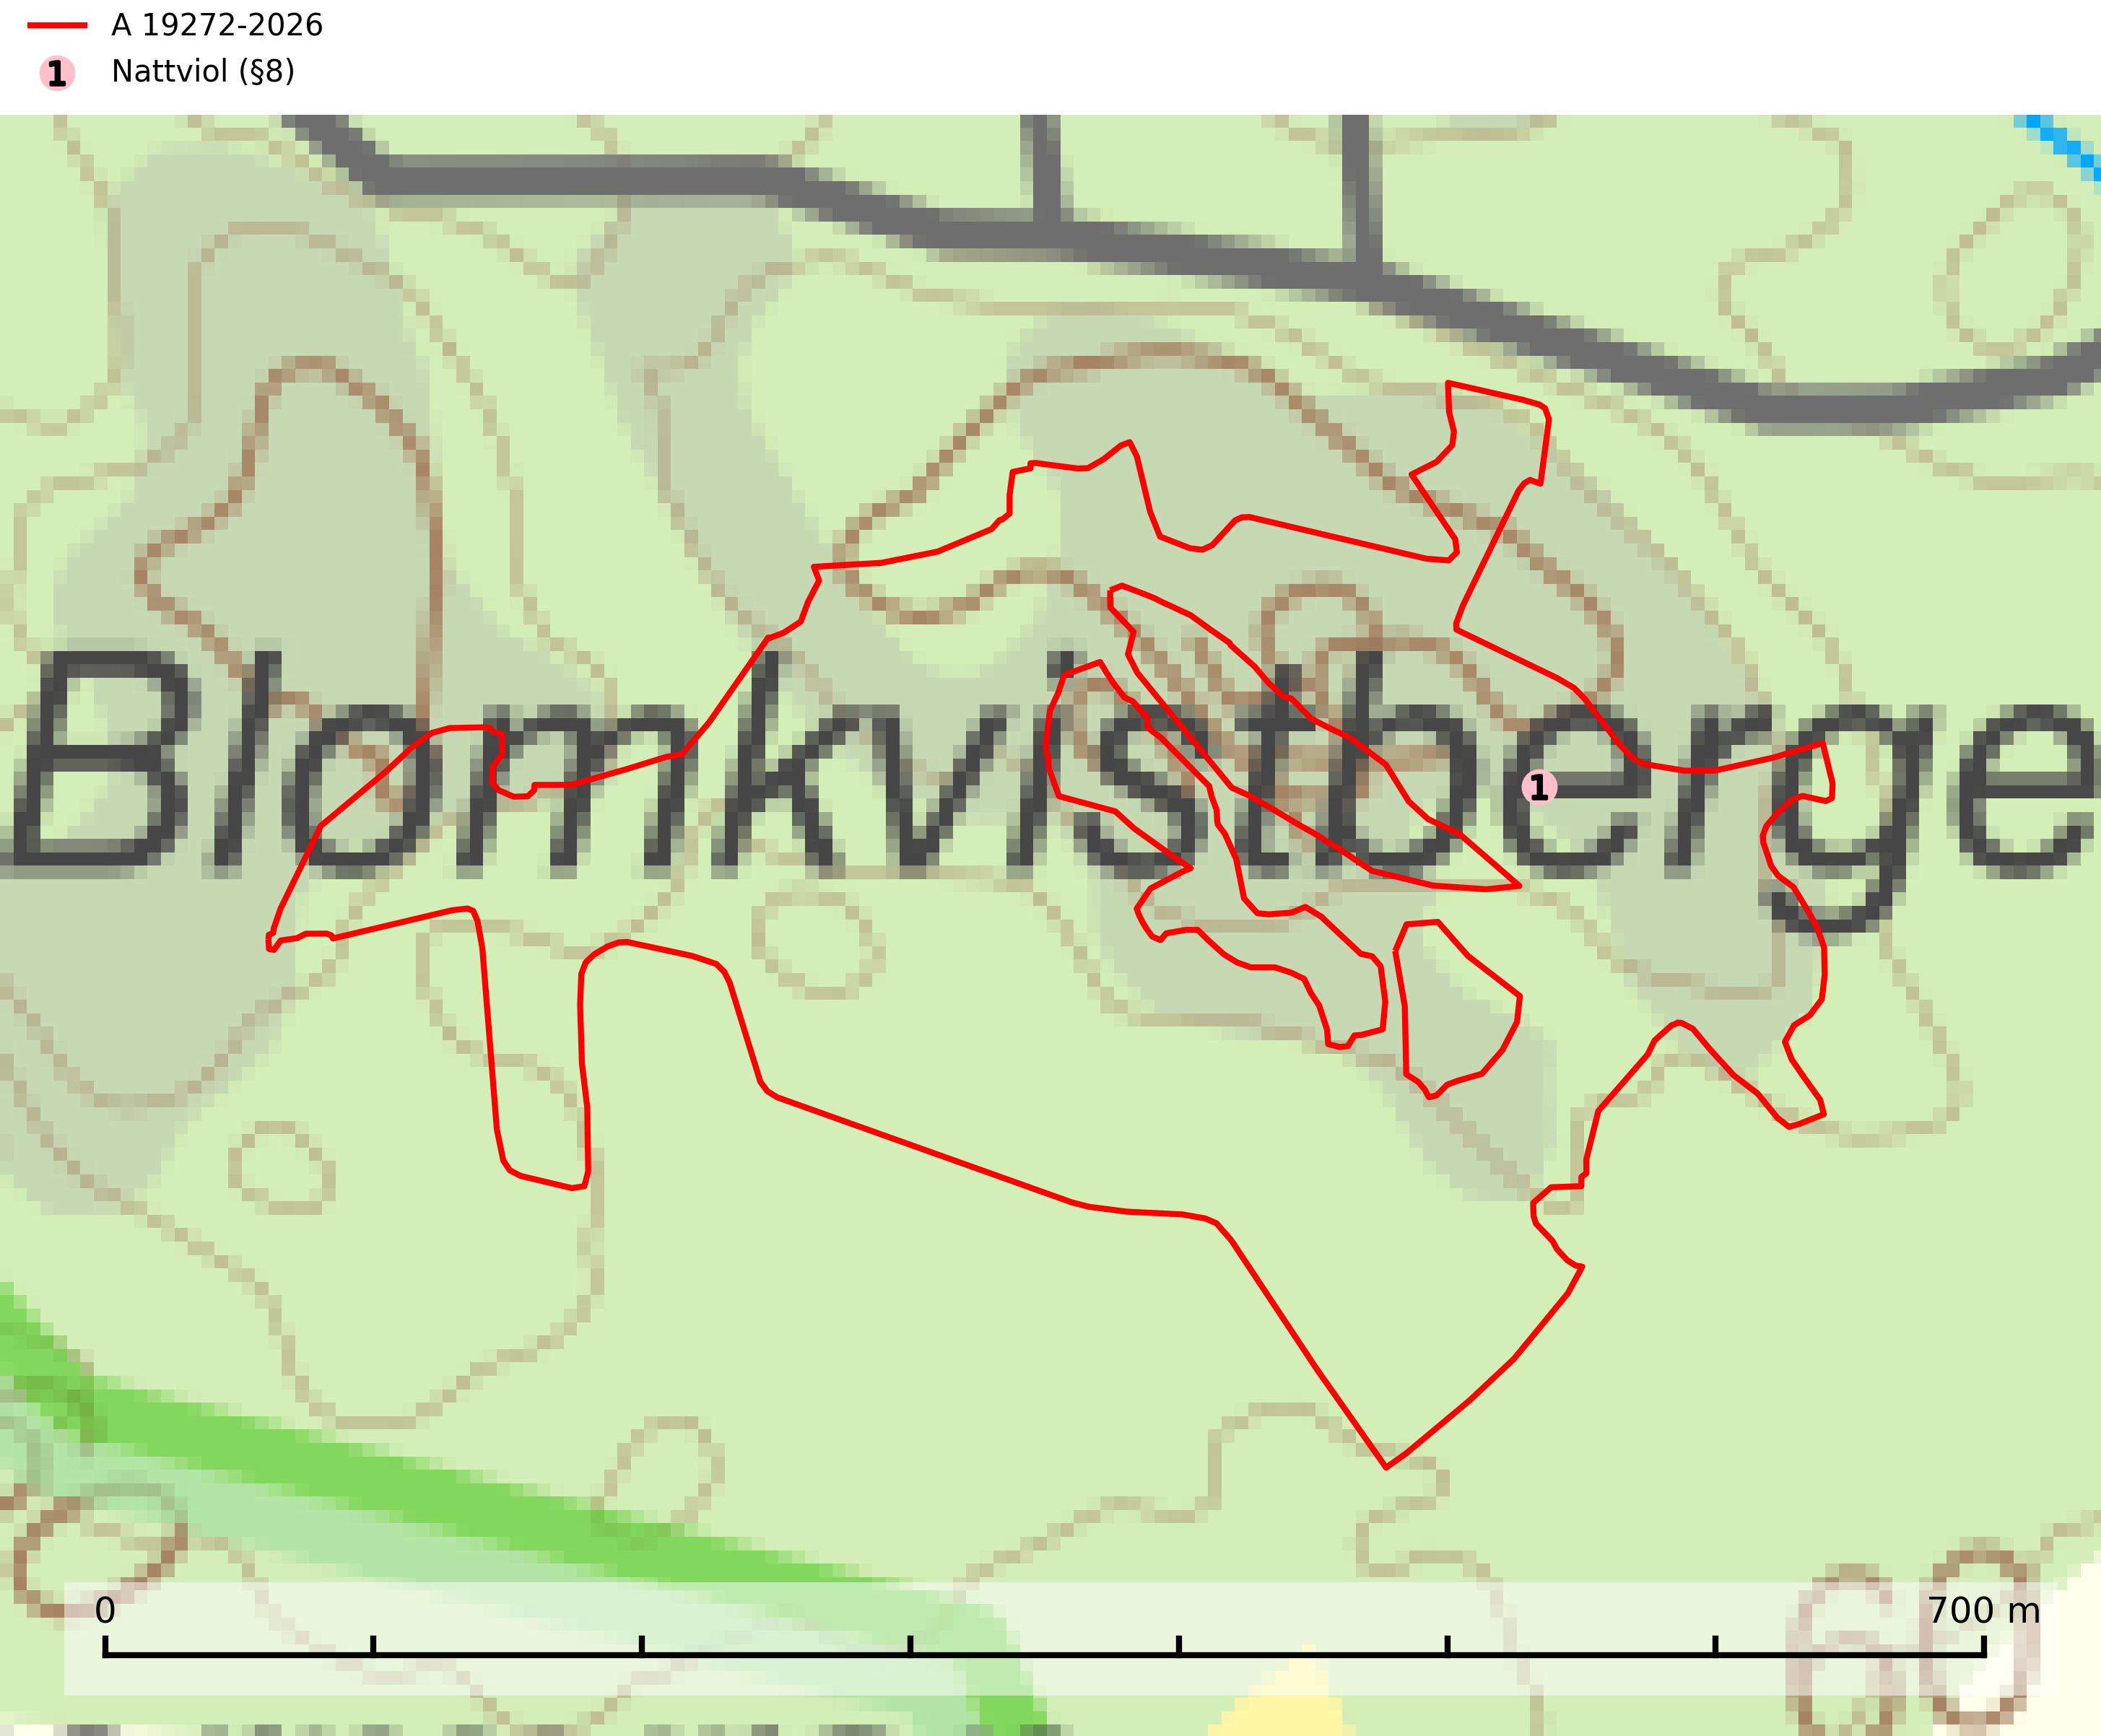 A 19272-2026
1 Nattviol (§8)
Blomkvistberge
1
0 700 m